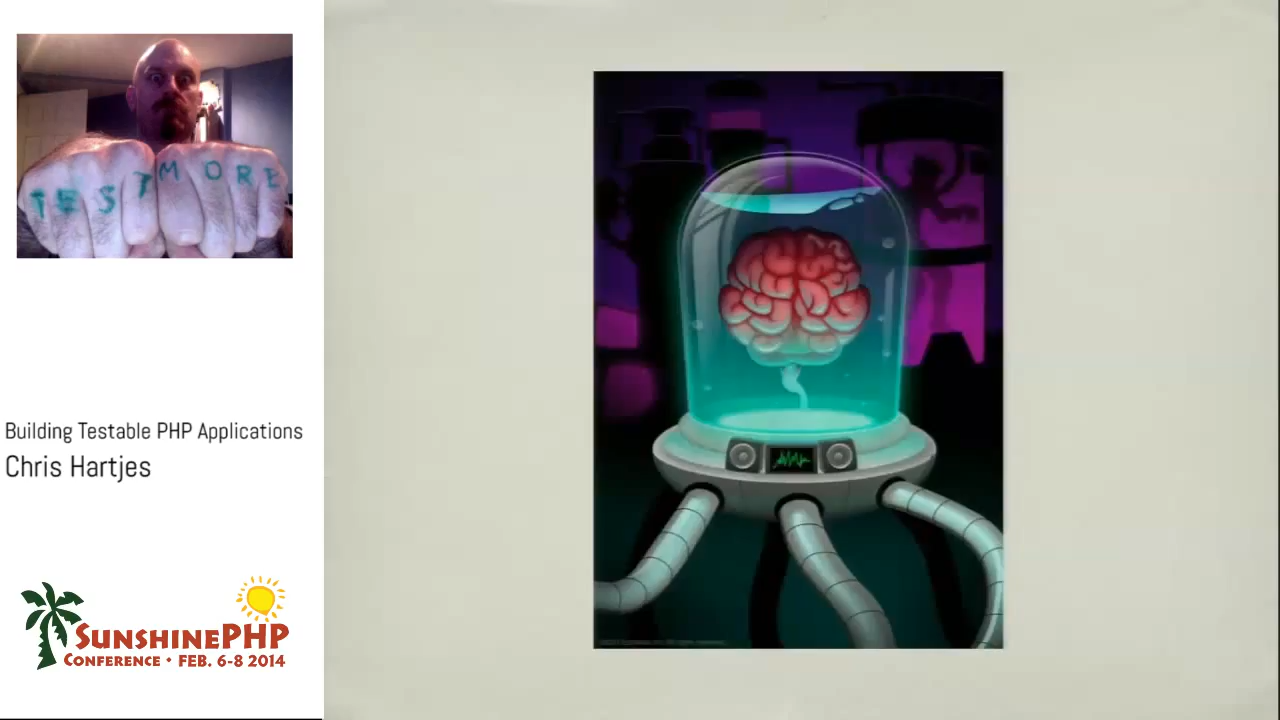 TEST MORE
Building Testable PHP Applications
Chris Hartjes
SUNSHINEPHP
CONFERENCE • FEB. 6-8 2014